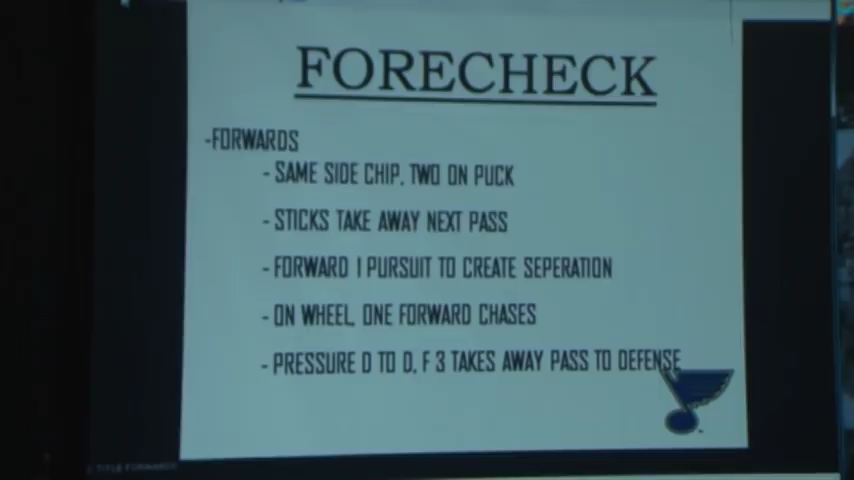 FORECHECK
-FORWARDS
- SAME SIDE CHIP, TWO ON PUCK
- STICKS TAKE AWAY NEXT PASS
- FORWARD 1 PURSUIT TO CREATE SEPERATION
- ON WHEEL, ONE FORWARD CHASES
- PRESSURE D TO D, F 3 TAKES AWAY PASS TO DEFENSE